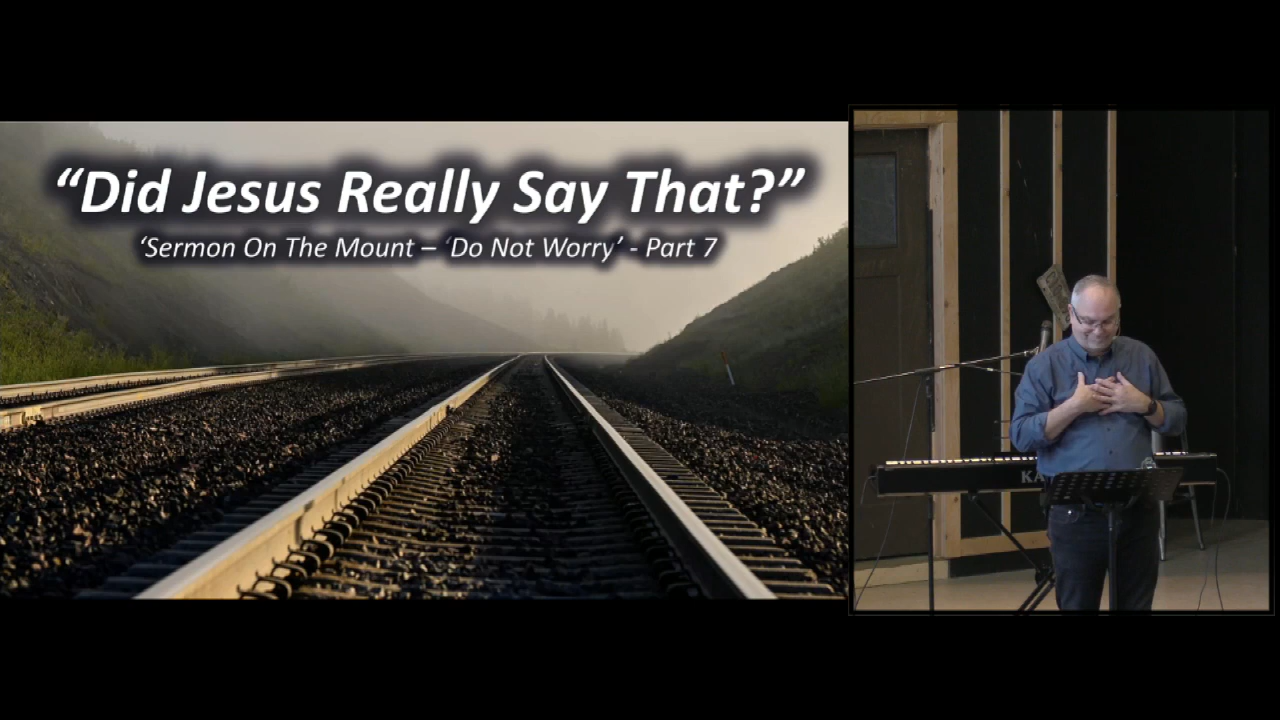 “Did Jesus Really Say That?”
‘Sermon On The Mount – ‘Do Not Worry’ - Part 7